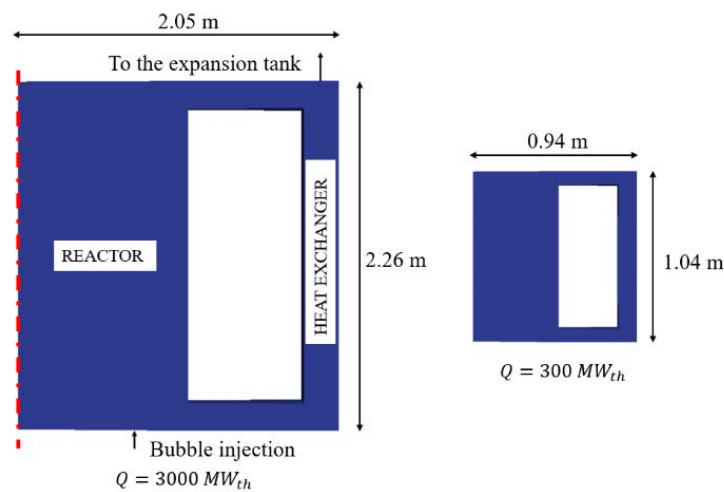 2.05 m
To the expansion tank
REACTOR
HEAT EXCHANGER
2.26 m
Bubble injection
Q = 3000 MW_th
0.94 m
1.04 m
Q = 300 MW_th